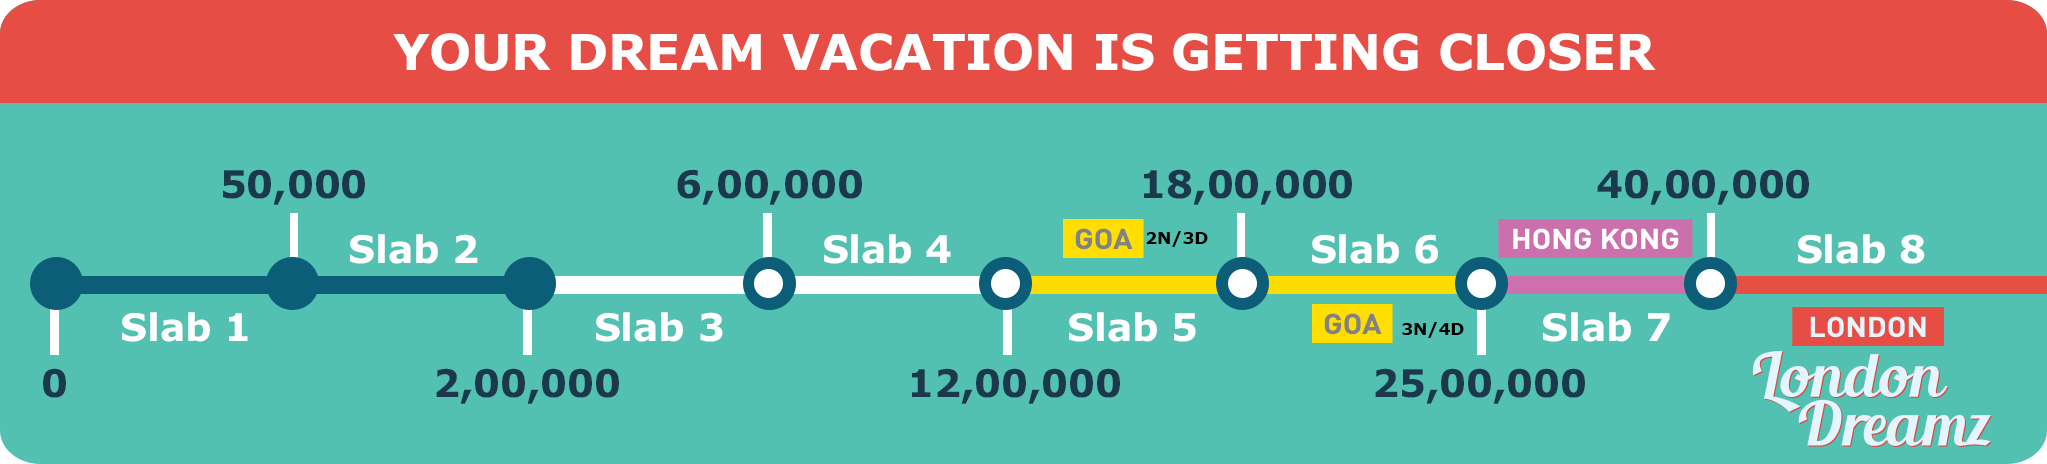 YOUR DREAM VACATION IS GETTING CLOSER
50,000
6,00,000
18,00,000
40,00,000
Slab 2
Slab 4
GOA 2N/3D
Slab 6
HONG KONG
Slab 8
Slab 1
Slab 3
Slab 5
GOA 3N/4D
Slab 7
LONDON
0
2,00,000
12,00,000
25,00,000
London
Dreamz